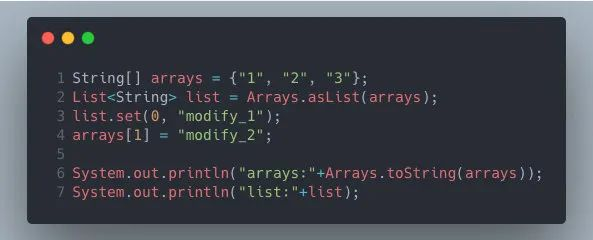 1 String[] arrays = {"1", "2", "3"};
2 List<String> list = Arrays.asList(arrays);
3 list.set(0, "modify_1");
4 arrays[1] = "modify_2";
5
6 System.out.println("arrays:"+Arrays.toString(arrays));
7 System.out.println("list:"+list);